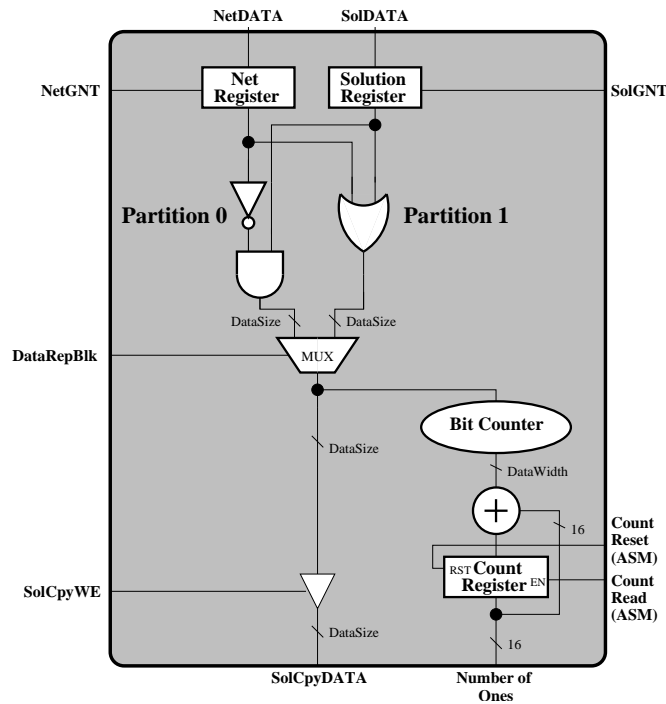 NetDATA
SolDATA
NetGNT
Net
Register
Solution
Register
SolGNT
Partition 0
Partition 1
DataSize
DataSize
DataRepBlk
MUX
Bit Counter
DataSize
DataWidth
+
16
Count
Reset
(ASM)
RST
Count
Register
EN
Count
Read
(ASM)
SolCpyWE
DataSize
16
SolCpyDATA
Number of
Ones